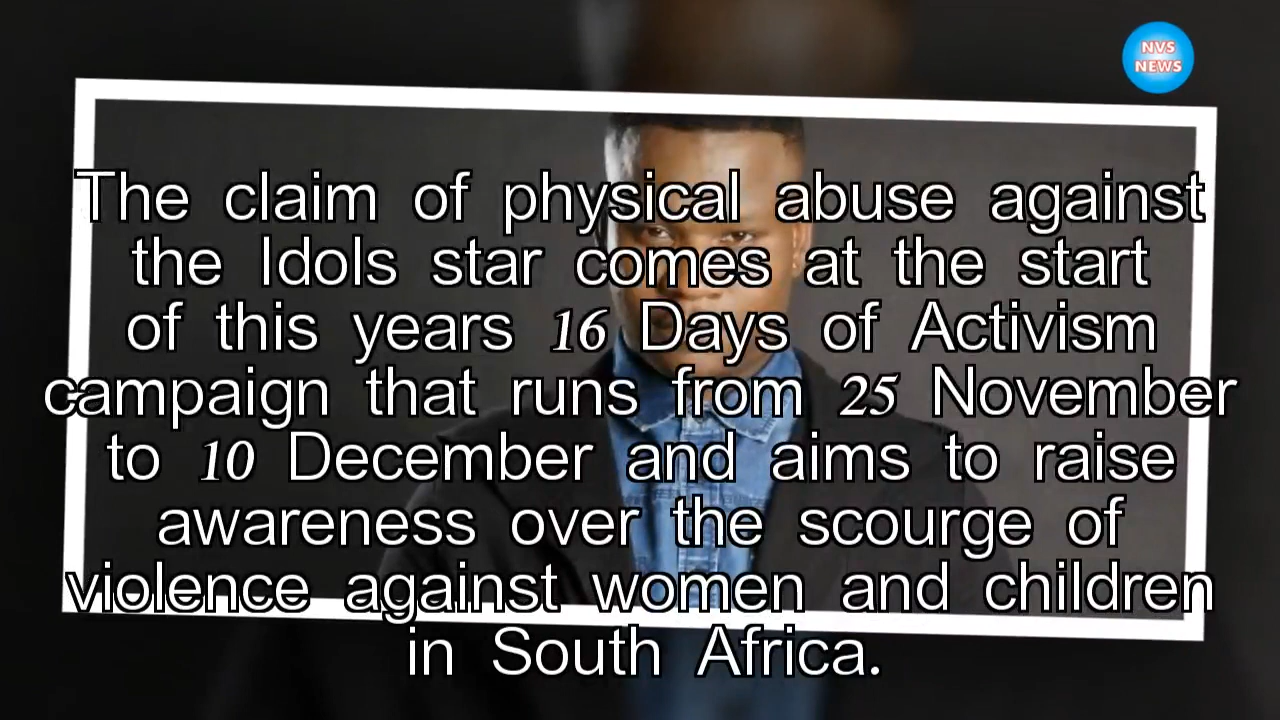 NVS
NEWS
The claim of physical abuse against
the Idols star comes at the start
of this years 16 Days of Activism
campaign that runs from 25 November
to 10 December and aims to raise
awareness over the scourge of
violence against women and children
in South Africa.